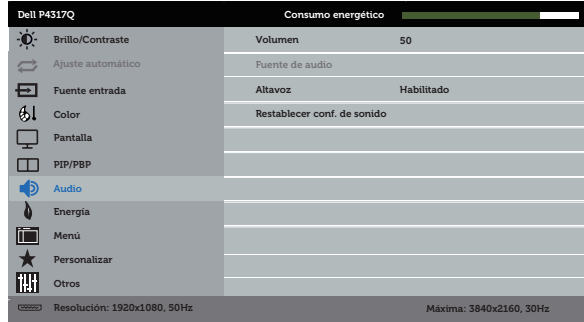 Dell P4317Q Consumo energético
Brillo/Contraste Volumen 50
Ajuste automático Fuente de audio
Fuente entrada Altavoz Habilitado
Color Restablecer conf. de sonido
Pantalla
PIP/PBP
Audio
Energía
Menú
Personalizar
Otros
Resolución: 1920x1080, 50Hz Máxima: 3840x2160, 30Hz